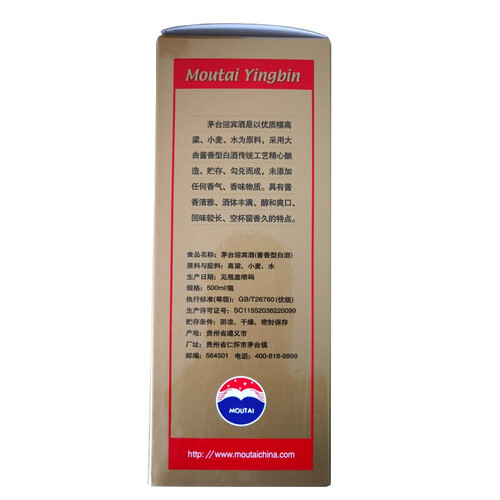 Moutai Yingbin
茅台迎宾酒是以优质糯高
粱、小麦、水为原料，采用大
曲酱香型白酒传统工艺精心酿
造、贮存、勾兑而成，未添加
任何香气、香味物质。具有酱
香清雅、酒体丰满、醇和爽口、
回味较长、空杯留香久的特点。
食品名称：茅台迎宾酒(酱香型白酒)
原料与配料：高粱、小麦、水
生产日期：见瓶盖喷码
规格：500ml/瓶
执行标准(等级)：GB/T26760 (优级)
生产许可证号：SC11552038220099
贮存条件：阴凉、干燥、密封保存
产地：贵州省遵义市
厂址：贵州省仁怀市茅台镇
邮编：564501 电话：400-818-9999
MOUTAI
http://www.moutaichina.com